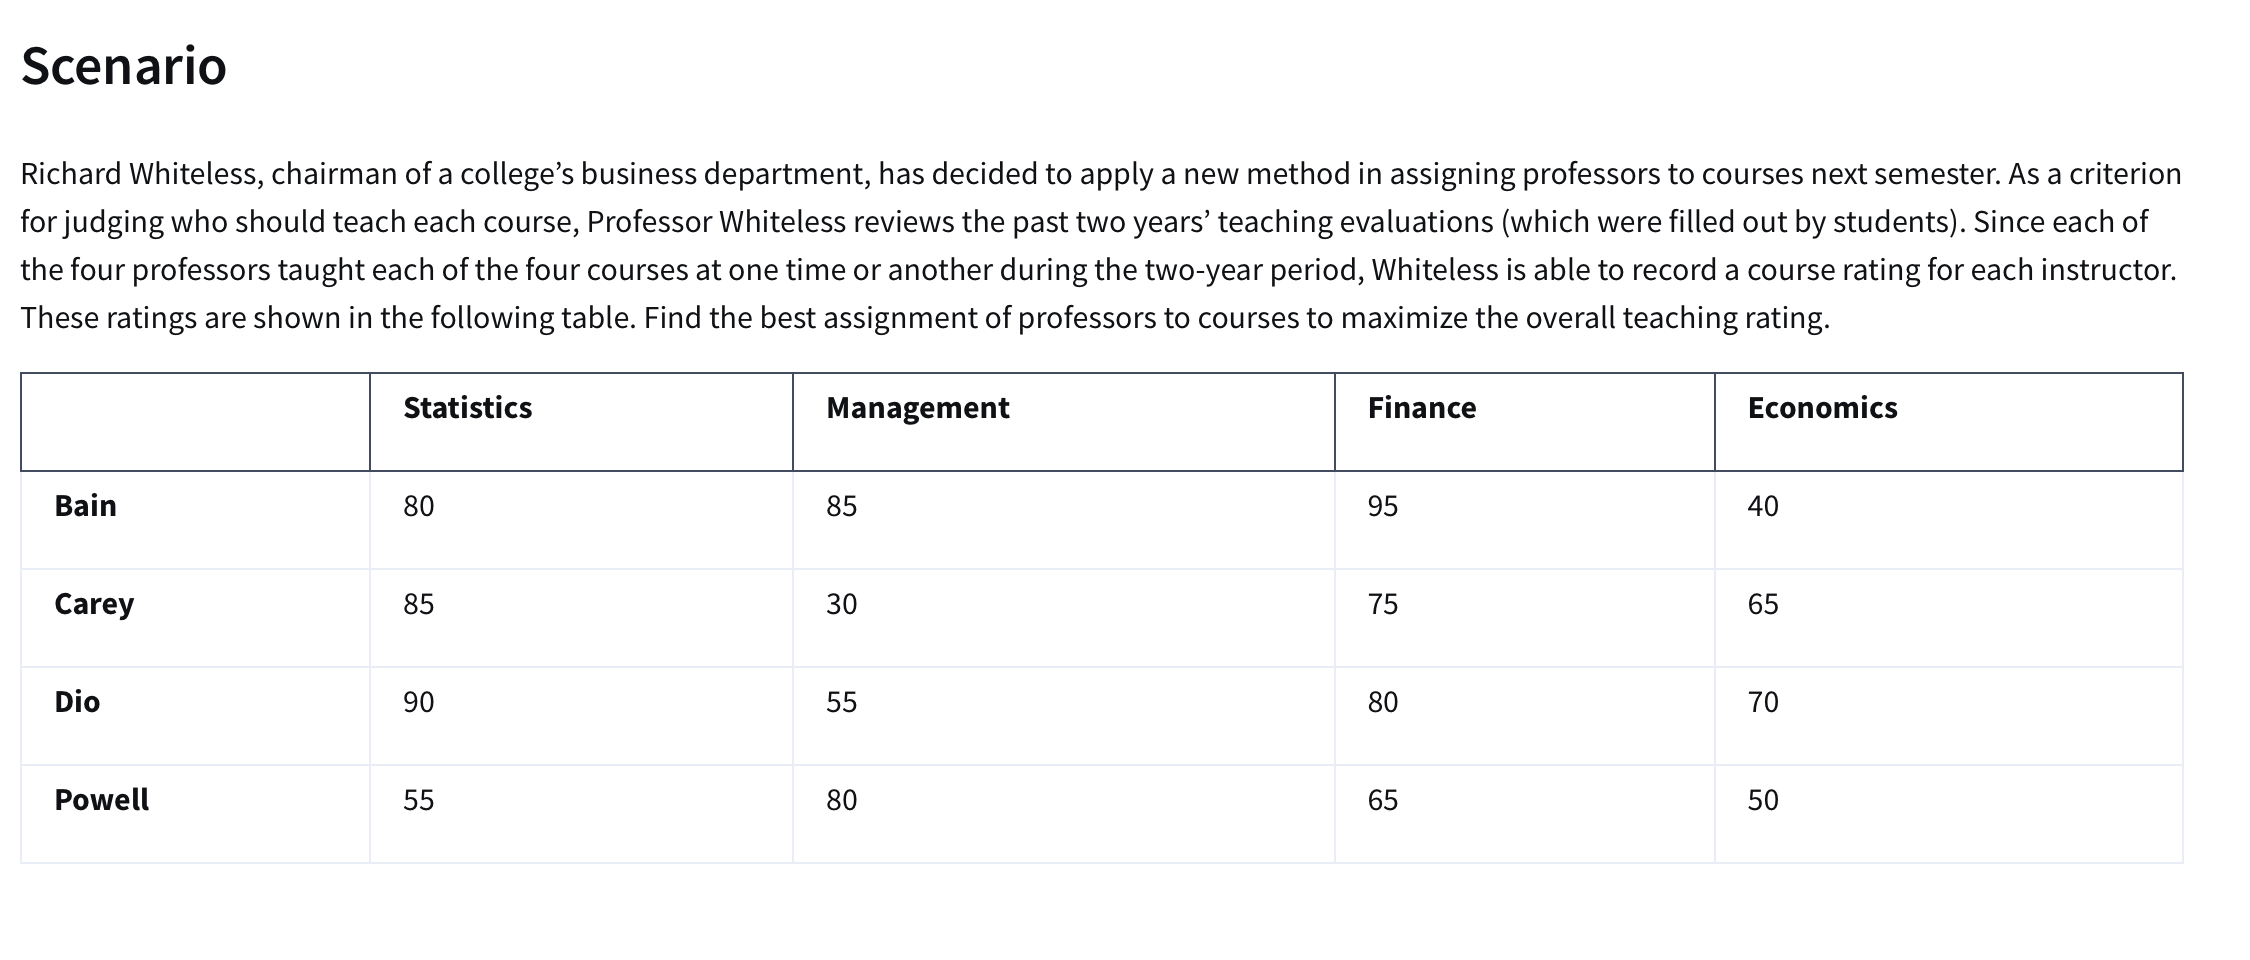 Scenario
Richard Whiteless, chairman of a college’s business department, has decided to apply a new method in assigning professors to courses next semester. As a criterion
for judging who should teach each course, Professor Whiteless reviews the past two years’ teaching evaluations (which were filled out by students). Since each of
the four professors taught each of the four courses at one time or another during the two-year period, Whiteless is able to record a course rating for each instructor.
These ratings are shown in the following table. Find the best assignment of professors to courses to maximize the overall teaching rating.
Statistics Management Finance Economics
Bain 80 85 95 40
Carey 85 30 75 65
Dio 90 55 80 70
Powell 55 80 65 50